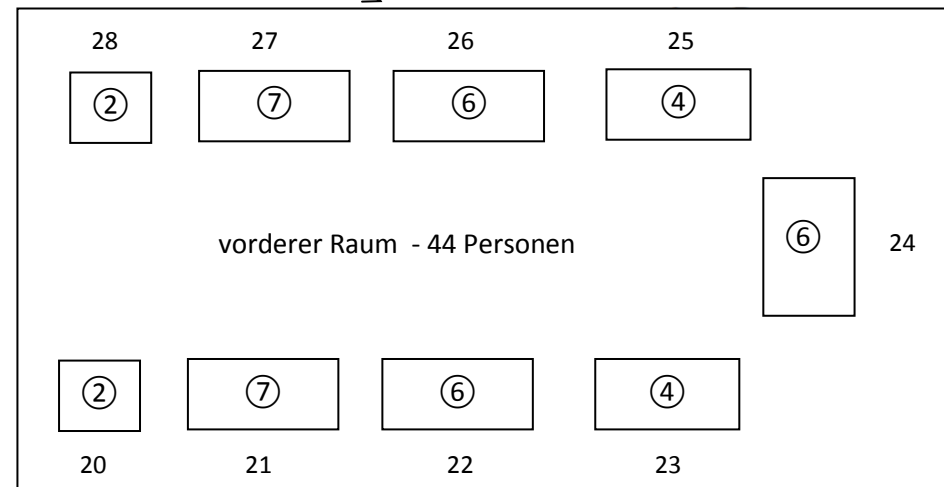 28 27 26 25
② ⑦ ⑥ ④
vorderer Raum - 44 Personen ⑥ 24
② ⑦ ⑥ ④
20 21 22 23